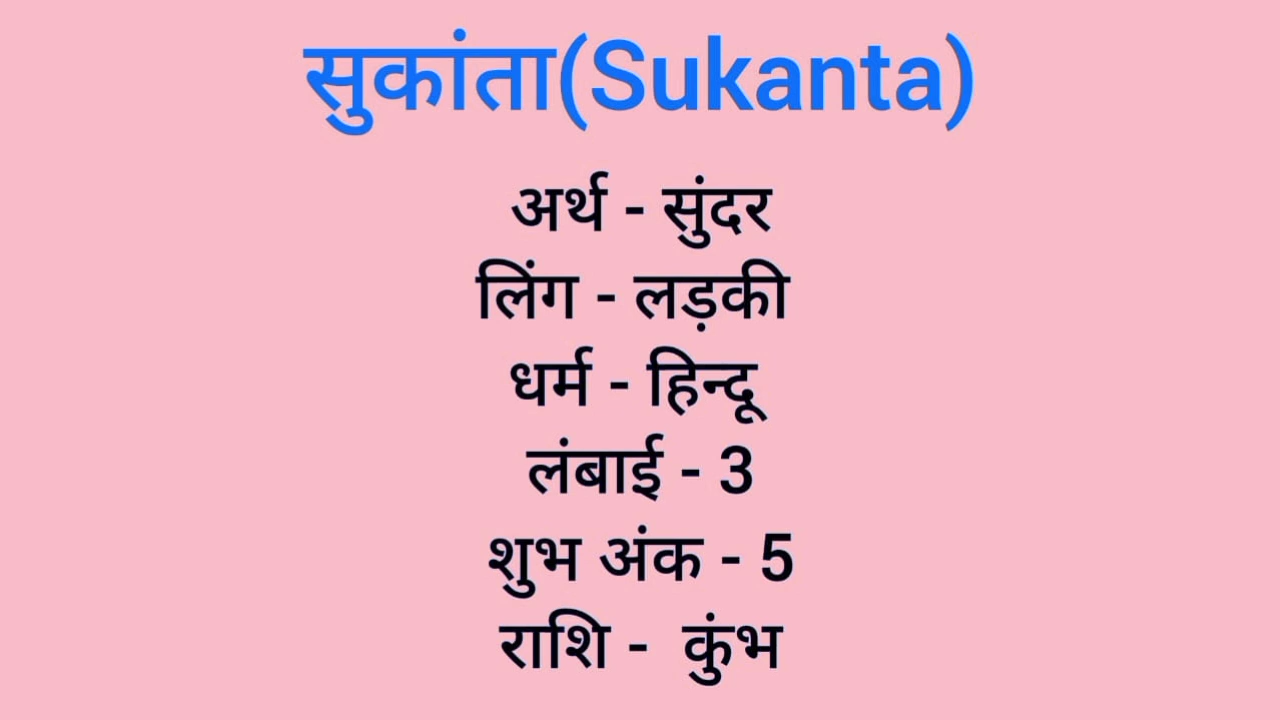 सुकांता(Sukanta)
अर्थ - सुंदर
लिंग - लड़की
धर्म - हिन्दू
लंबाई - 3
शुभ अंक - 5
राशि - कुंभ